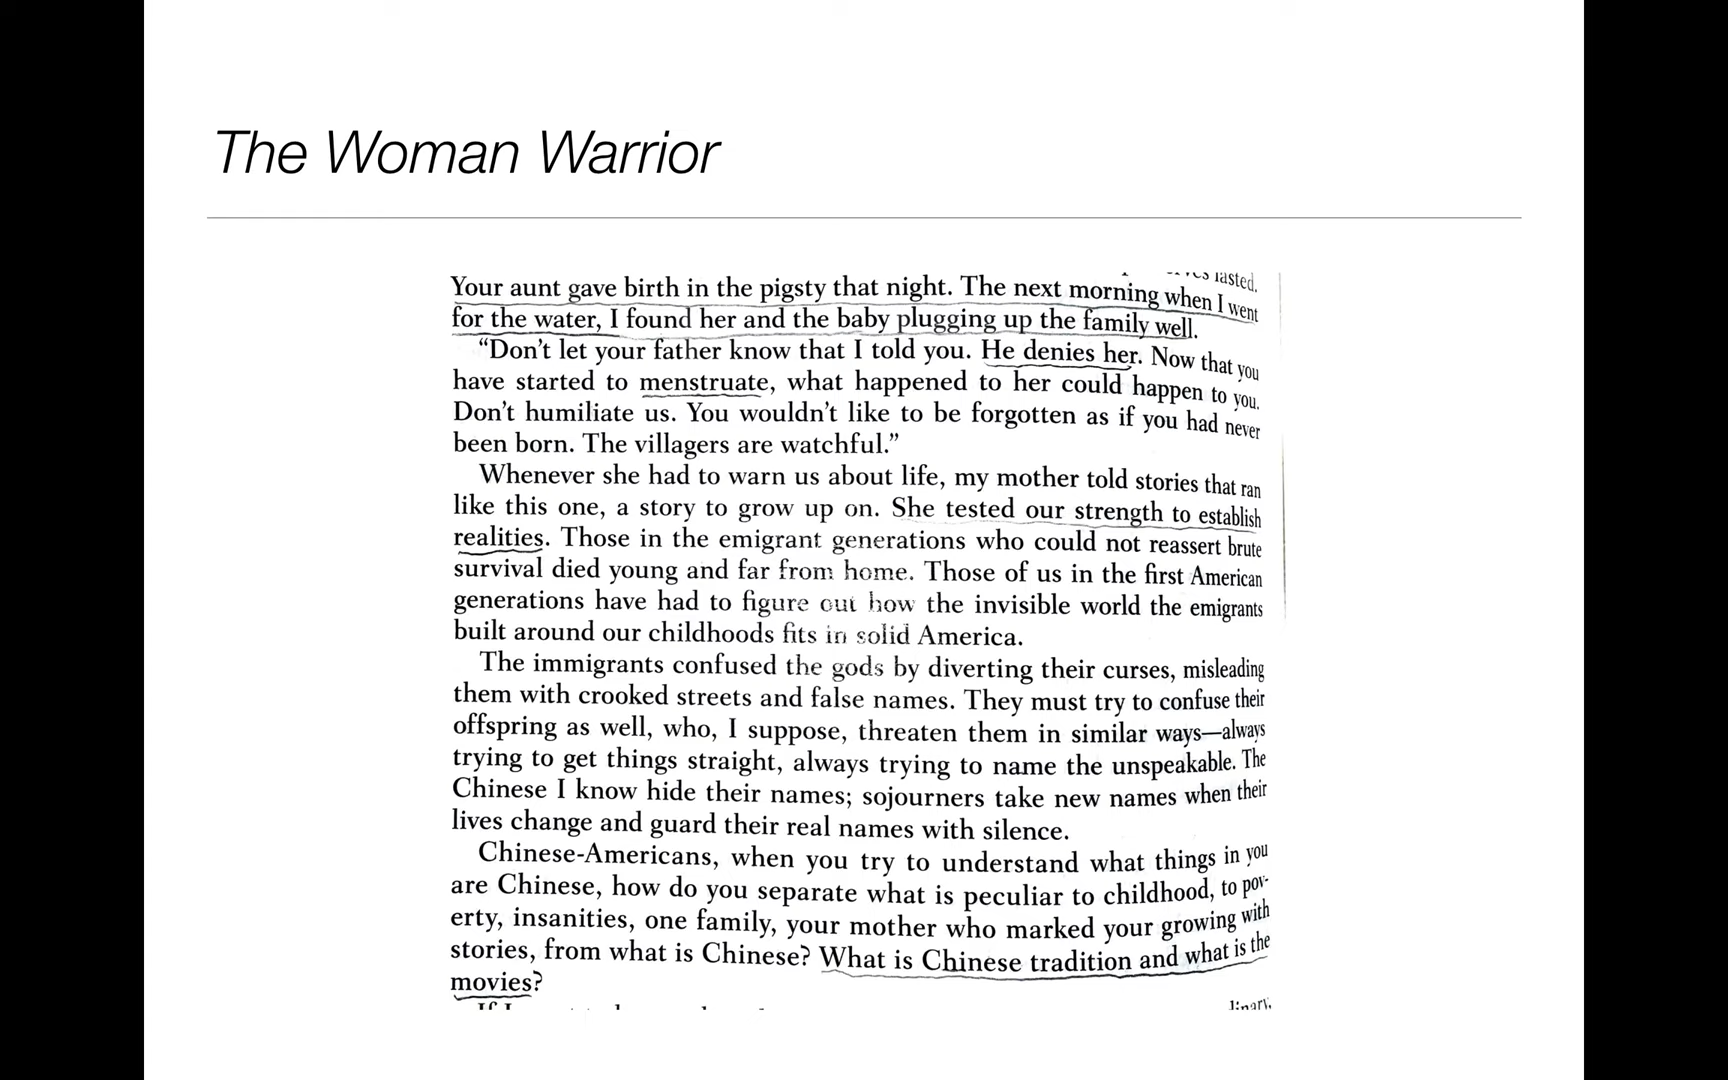 The Woman Warrior
lasted.
Your aunt gave birth in the pigsty that night. The next morning when I went
for the water, I found her and the baby plugging up the family well.
“Don’t let your father know that I told you. He denies her. Now that you
have started to menstruate, what happened to her could happen to you.
Don’t humiliate us. You wouldn’t like to be forgotten as if you had never
been born. The villagers are watchful.”
Whenever she had to warn us about life, my mother told stories that ran
like this one, a story to grow up on. She tested our strength to establish
realities. Those in the emigrant generations who could not reassert brute
survival died young and far from home. Those of us in the first American
generations have had to figure out how the invisible world the emigrants
built around our childhoods fits in solid America.
The immigrants confused the gods by diverting their curses, misleading
them with crooked streets and false names. They must try to confuse their
offspring as well, who, I suppose, threaten them in similar ways—always
trying to get things straight, always trying to name the unspeakable. The
Chinese I know hide their names; sojourners take new names when their
lives change and guard their real names with silence.
Chinese-Americans, when you try to understand what things in you
are Chinese, how do you separate what is peculiar to childhood, to pov-
erty, insanities, one family, your mother who marked your growing with
stories, from what is Chinese? What is Chinese tradition and what is the
movies?